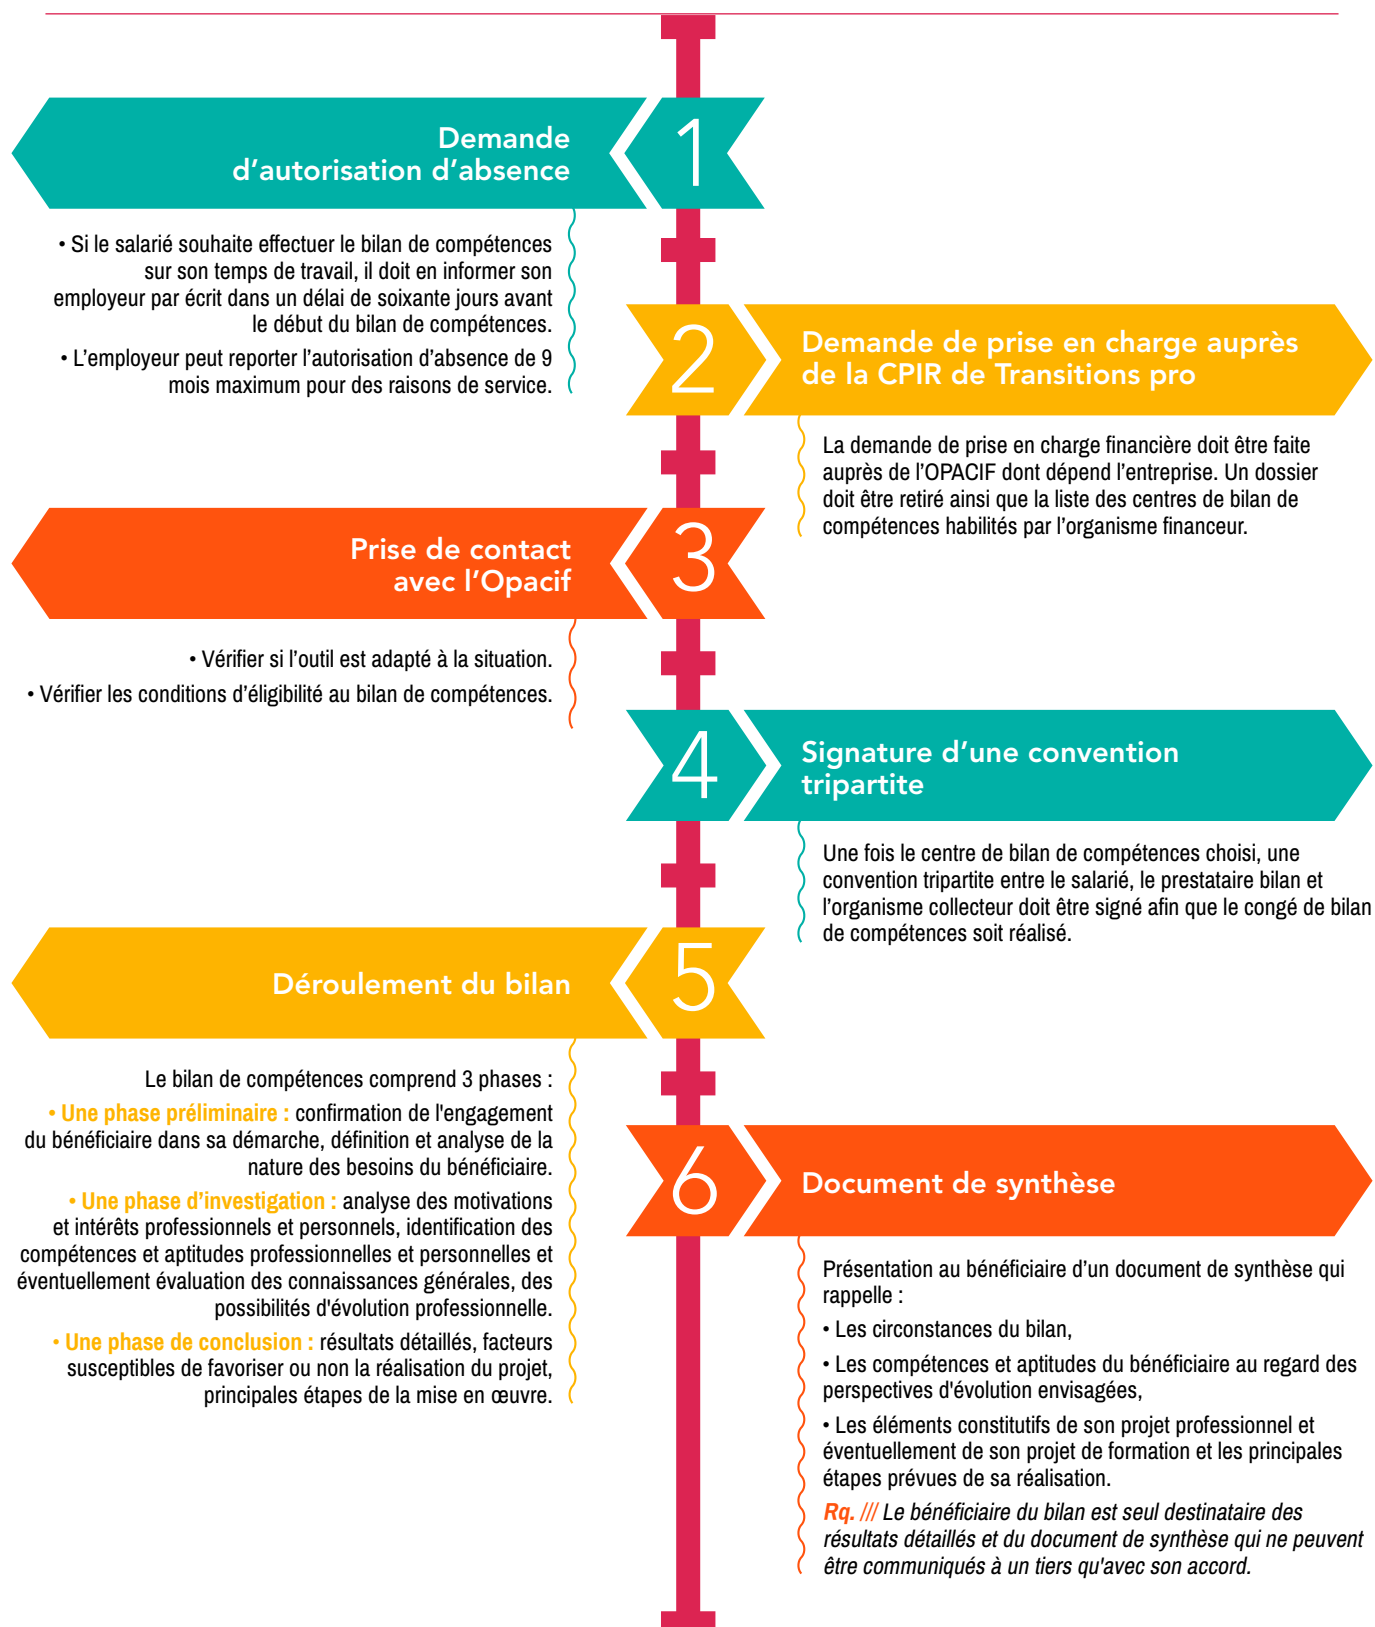 1
Demande
d’autorisation d’absence
• Si le salarié souhaite effectuer le bilan de compétences
sur son temps de travail, il doit en informer son
employeur par écrit dans un délai de soixante jours avant
le début du bilan de compétences.
• L’employeur peut reporter l’autorisation d’absence de 9
mois maximum pour des raisons de service.
2
Demande de prise en charge auprès
de la CPIR de Transitions pro
La demande de prise en charge financière doit être faite
auprès de l’OPACIF dont dépend l’entreprise. Un dossier
doit être retiré ainsi que la liste des centres de bilan de
compétences habilités par l’organisme financeur.
3
Prise de contact
avec l’Opacif
• Vérifier si l’outil est adapté à la situation.
• Vérifier les conditions d’éligibilité au bilan de compétences.
4
Signature d’une convention
tripartite
Une fois le centre de bilan de compétences choisi, une
convention tripartite entre le salarié, le prestataire bilan et
l’organisme collecteur doit être signé afin que le congé de bilan
de compétences soit réalisé.
5
Déroulement du bilan
Le bilan de compétences comprend 3 phases :
• Une phase préliminaire : confirmation de l'engagement
du bénéficiaire dans sa démarche, définition et analyse de la
nature des besoins du bénéficiaire.
• Une phase d’investigation : analyse des motivations
et intérêts professionnels et personnels, identification des
compétences et aptitudes professionnelles et personnelles et
éventuellement évaluation des connaissances générales, des
possibilités d'évolution professionnelle.
• Une phase de conclusion : résultats détaillés, facteurs
susceptibles de favoriser ou non la réalisation du projet,
principales étapes de la mise en œuvre.
6
Document de synthèse
Présentation au bénéficiaire d’un document de synthèse qui
rappelle :
• Les circonstances du bilan,
• Les compétences et aptitudes du bénéficiaire au regard des
perspectives d'évolution envisagées,
• Les éléments constitutifs de son projet professionnel et
éventuellement de son projet de formation et les principales
étapes prévues de sa réalisation.
Rq. /// Le bénéficiaire du bilan est seul destinataire des
résultats détaillés et du document de synthèse qui ne peuvent
être communiqués à un tiers qu'avec son accord.